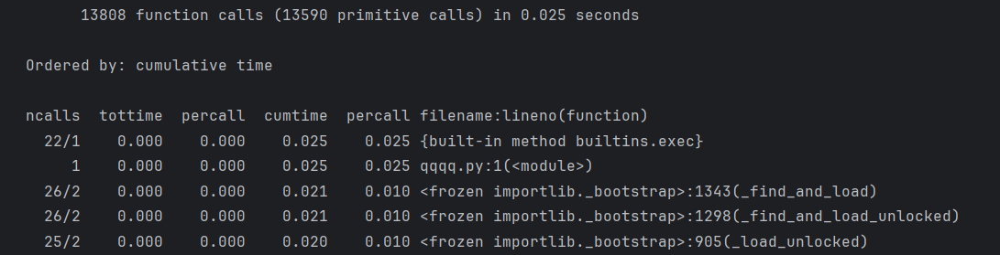 13808 function calls (13590 primitive calls) in 0.025 seconds
Ordered by: cumulative time
ncalls tottime percall cumtime percall filename:lineno(function)
22/1 0.000 0.000 0.025 0.025 {built-in method builtins.exec}
1 0.000 0.000 0.025 0.025 qqqq.py:1(<module>)
26/2 0.000 0.000 0.021 0.010 <frozen importlib._bootstrap>:1343(_find_and_load)
26/2 0.000 0.000 0.021 0.010 <frozen importlib._bootstrap>:1298(_find_and_load_unlocked)
25/2 0.000 0.000 0.020 0.010 <frozen importlib._bootstrap>:905(_load_unlocked)